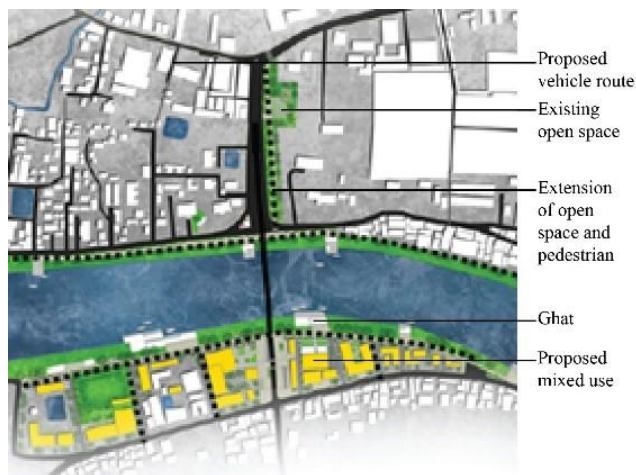 Proposed
vehicle route
Existing
open space
Extension
of open
space and
pedestrian
Ghat
Proposed
mixed use